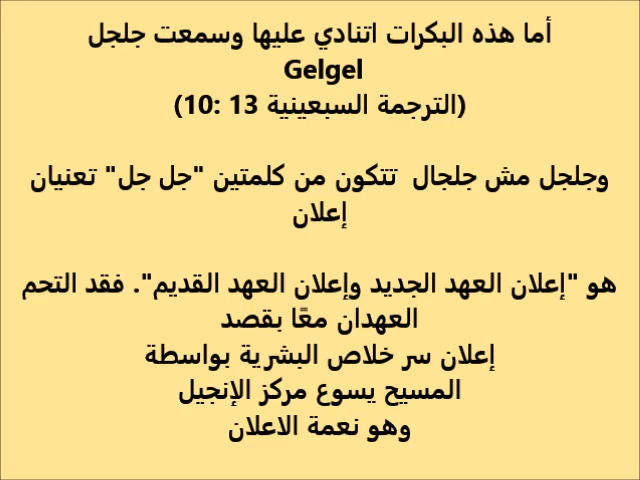 أما هذه البكرات اتنادي عليها وسمعت جلجل
Gelgel
(الترجمة السبعينية 13 :10)
وجلجل مش جلجال تتكون من كلمتين "جل جل" تعنيان
إعلان
هو "إعلان العهد الجديد وإعلان العهد القديم". فقد التحم
العهدان معًا بقصد
إعلان سر خلاص البشرية بواسطة
المسيح يسوع مركز الإنجيل
وهو نعمة الاعلان